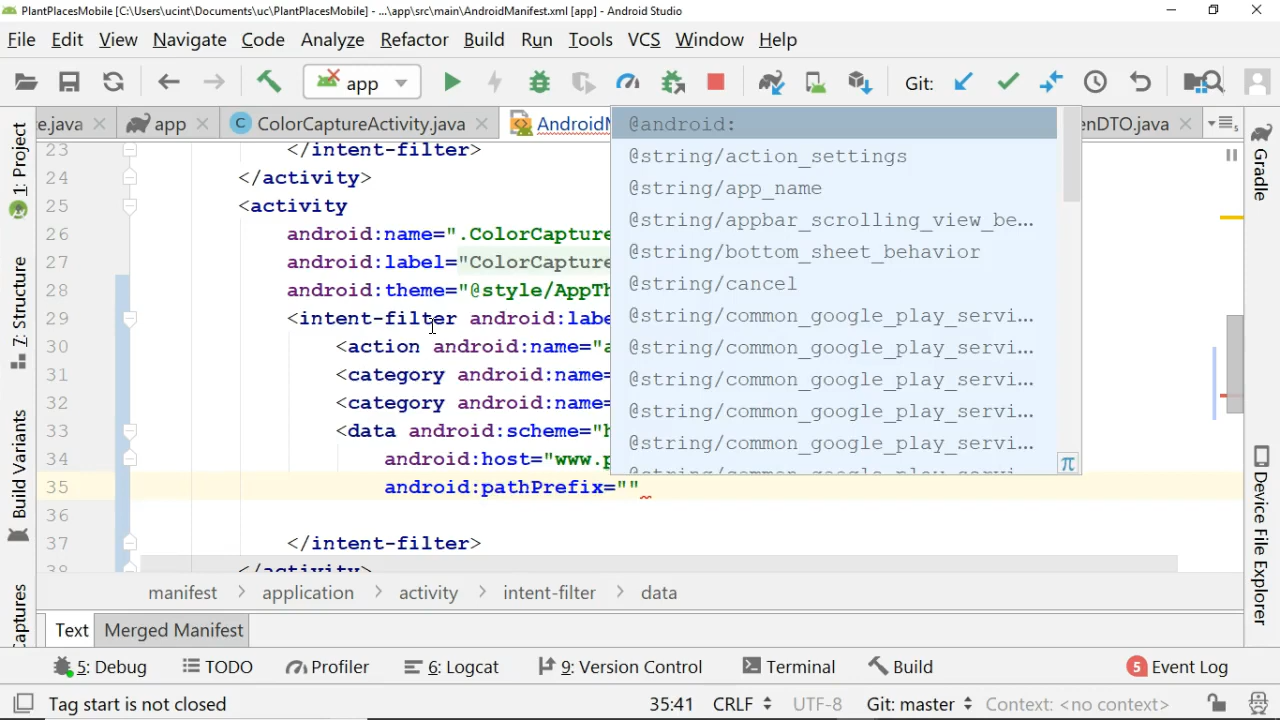 PlantPlacesMobile [C:\Users\ucint\Documents\uc\PlantPlacesMobile] - ...\app\src\main\AndroidManifest.xml [app] - Android Studio
File Edit View Navigate Code Analyze Refactor Build Run Tools VCS Window Help
app Git:
e.java app ColorCaptureActivity.java AndroidM enDTO.java
@android:
@string/action_settings
@string/app_name
@string/appbar_scrolling_view_be...
@string/bottom_sheet_behavior
@string/cancel
@string/common_google_play_servi...
@string/common_google_play_servi...
@string/common_google_play_servi...
@string/common_google_play_servi...
@string/common_google_play_servi...
π
23 </intent-filter>
24 </activity>
25 <activity
26 android:name=".ColorCapture
27 android:label="ColorCapture
28 android:theme="@style/AppTh
29 <intent-filter android:labe
30 <action android:name="a
31 <category android:name=
32 <category android:name=
33 <data android:scheme="h
34 android:host="www.p
35 android:pathPrefix=""
36
37 </intent-filter>
38 </activity>
1: Project
7: Structure
Build Variants
Captures
Gradle
Device File Explorer
manifest > application > activity > intent-filter > data
Text Merged Manifest
5: Debug TODO Profiler 6: Logcat 9: Version Control Terminal Build 5 Event Log
Tag start is not closed 35:41 CRLF UTF-8 Git: master Context: <no context>